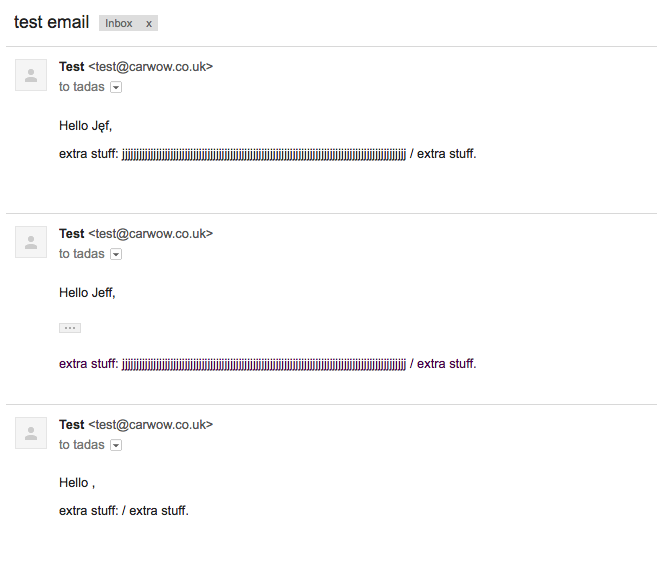 test email Inbox x
Test <test@carwow.co.uk>
to tadas
Hello Jęf,
extra stuff: jjjjjjjjjjjjjjjjjjjjjjjjjjjjjjjjjjjjjjjjjjjjjjjjjjjjjjjjjjjjjjjjjjjjjjjjjjjjjjjjjjjjjjjjjjjjjjjjjjjj / extra stuff.
Test <test@carwow.co.uk>
to tadas
Hello Jeff,
extra stuff: jjjjjjjjjjjjjjjjjjjjjjjjjjjjjjjjjjjjjjjjjjjjjjjjjjjjjjjjjjjjjjjjjjjjjjjjjjjjjjjjjjjjjjjjjjjjjjjjjjjj / extra stuff.
Test <test@carwow.co.uk>
to tadas
Hello ,
extra stuff: / extra stuff.